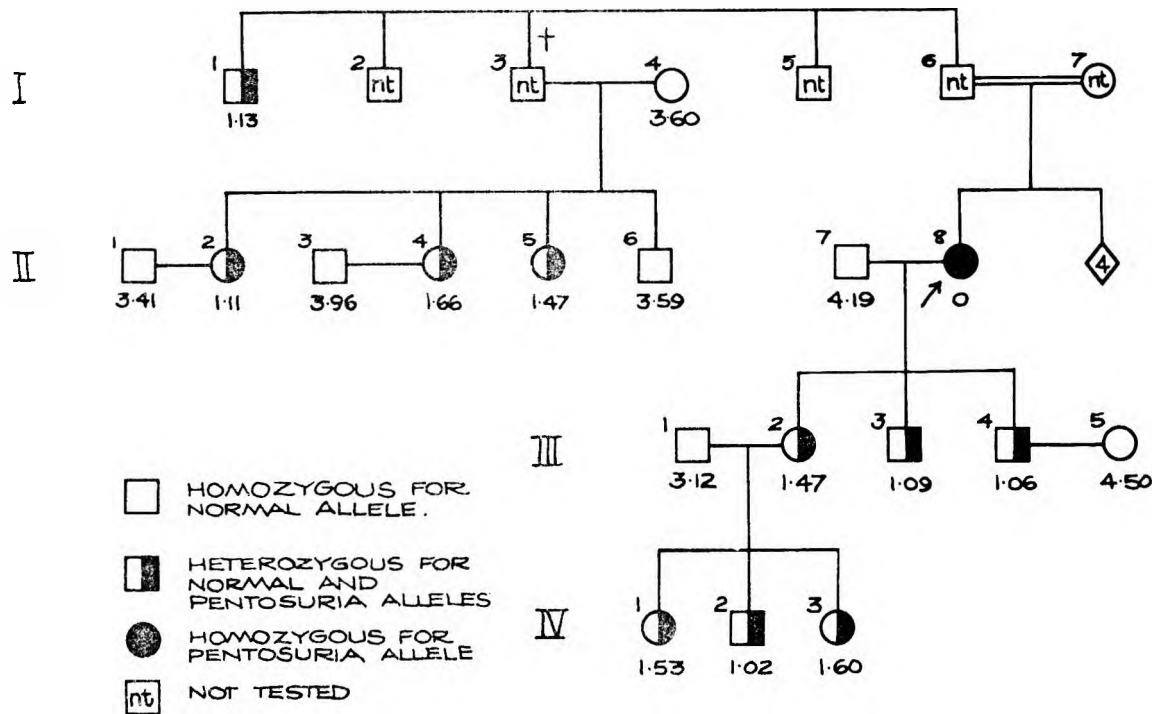 I
1
2
3
†
4
5
6
7
nt
nt
nt
nt
nt
1·13
3·60
II
1
2
3
4
5
6
7
8
4
3·41
1·11
3·96
1·66
1·47
3·59
4·19
0
III
1
2
3
4
5
3·12
1·47
1·09
1·06
4·50
HOMOZYGOUS FOR
NORMAL ALLELE.
HETEROZYGOUS FOR
NORMAL AND
PENTOSURIA ALLELES
IV
1
2
3
1·53
1·02
1·60
HOMOZYGOUS FOR
PENTOSURIA ALLELE
nt NOT TESTED